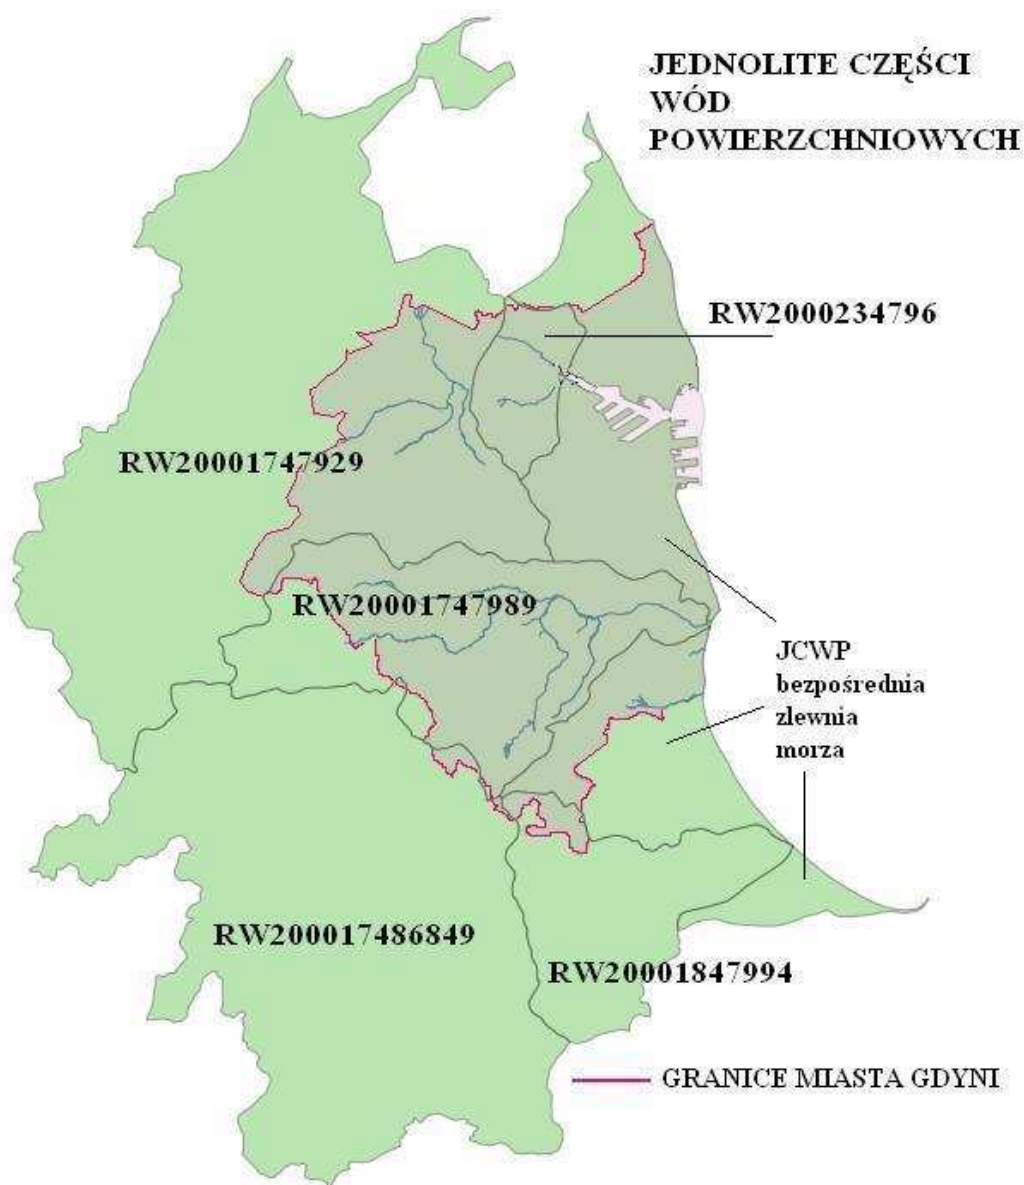 JEDNOLITE CZĘŚCI
WÓD
POWIERZCHNIOWYCH
RW2000234796
RW20001747929
RW20001747989
JCWP
bezpośrednia
zlewnia
morza
RW200017486849
RW20001847994
GRANICE MIASTA GDYNI